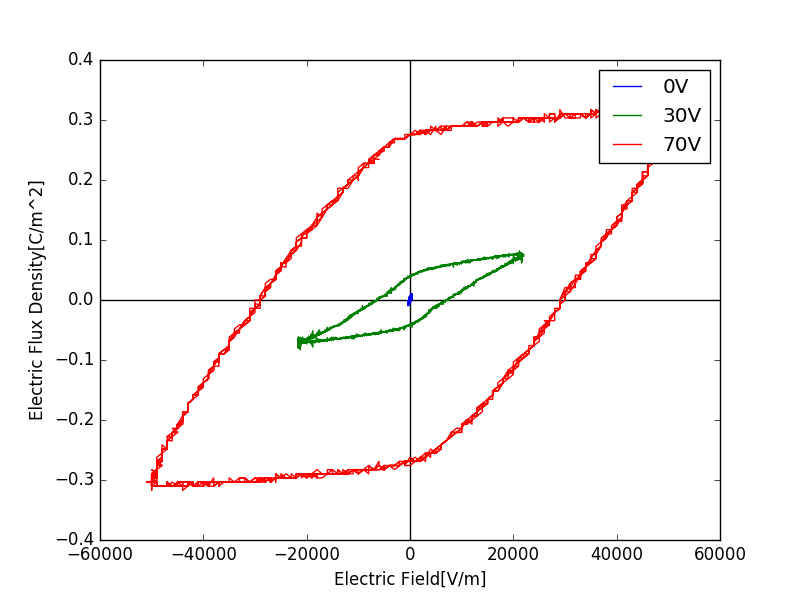 0.4
0.3
0.2
0.1
0.0
−0.1
−0.2
−0.3
−0.4
−60000 −40000 −20000 0 20000 40000 60000
Electric Field[V/m]
Electric Flux Density[C/m^2]
0V
30V
70V